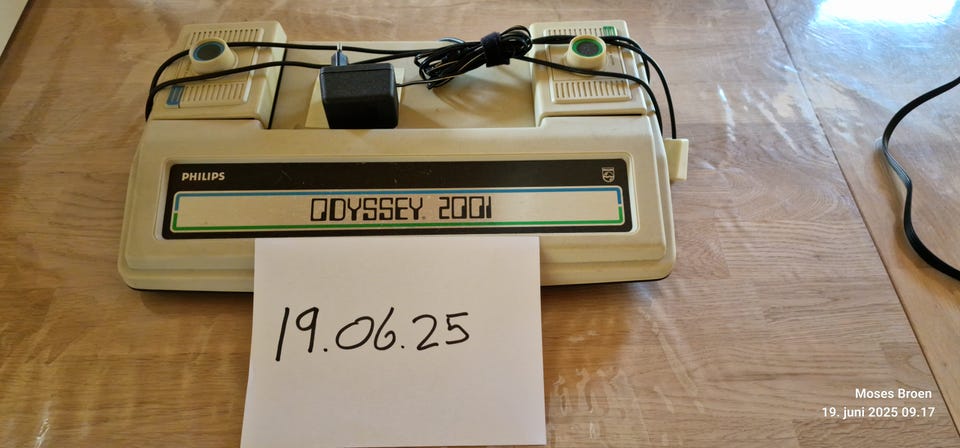 PHILIPS
ODYSSEY 2001
19.06.25
Moses Broen
19. juni 2025 09.17